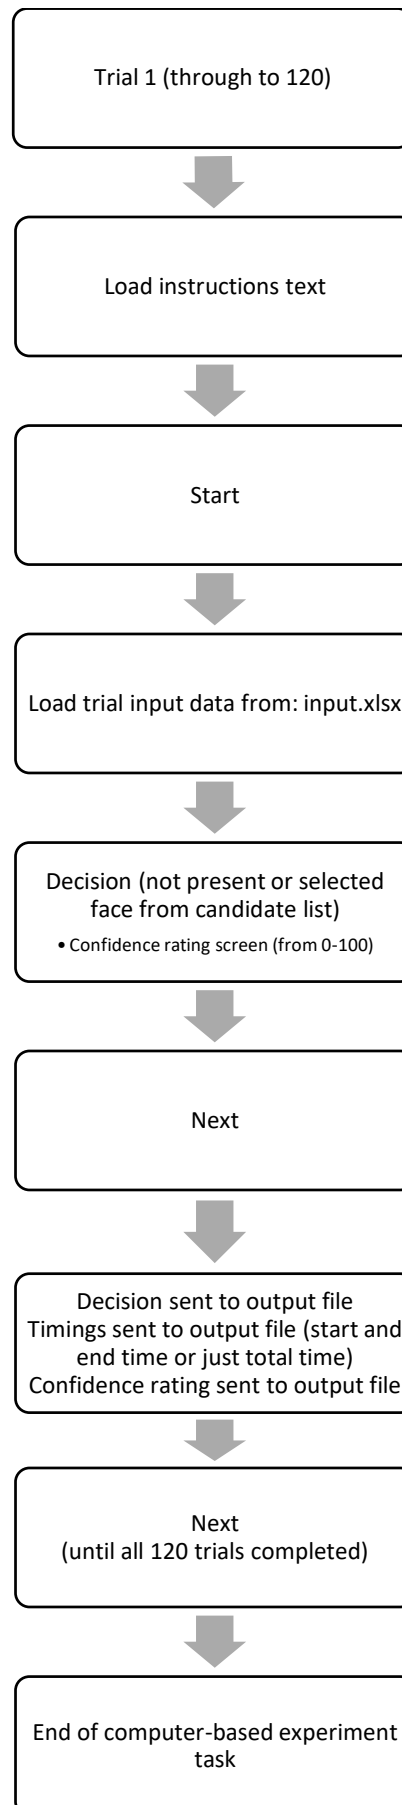 Trial 1 (through to 120)
Load instructions text
Start
Load trial input data from: input.xlsx
Decision (not present or selected
face from candidate list)
• Confidence rating screen (from 0-100)
Next
Decision sent to output file
Timings sent to output file (start and
end time or just total time)
Confidence rating sent to output file
Next
(until all 120 trials completed)
End of computer-based experiment
task